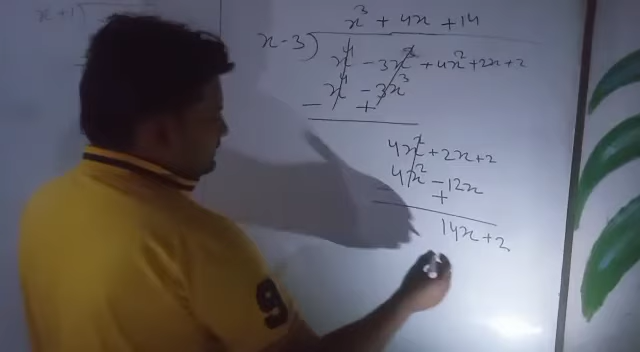 x+1)
x³ + 4x + 14
x-3) x⁴ - 3x³ + 4x² + 2x + 2
x⁴ - 3x³
- +
4x² + 2x + 2
4x² - 12x
- +
14x + 2
9